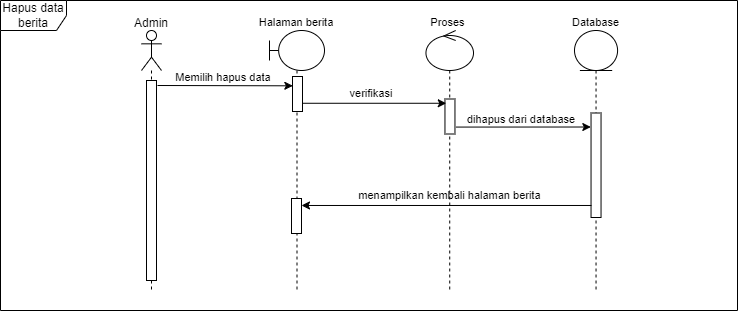 Hapus data
berita
Admin
Halaman berita
Proses
Database
Memilih hapus data
verifikasi
dihapus dari database
menampilkan kembali halaman berita